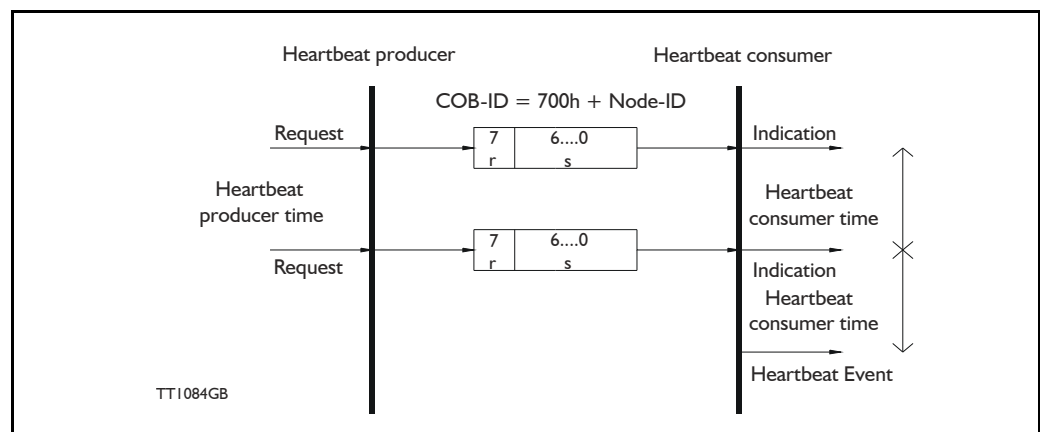 Heartbeat producer
Heartbeat consumer
COB-ID = 700h + Node-ID
Request
7
6....0
r
s
Indication
Heartbeat
producer time
Heartbeat
consumer time
Request
7
6....0
r
s
Indication
Heartbeat
consumer time
Heartbeat Event
TT1084GB